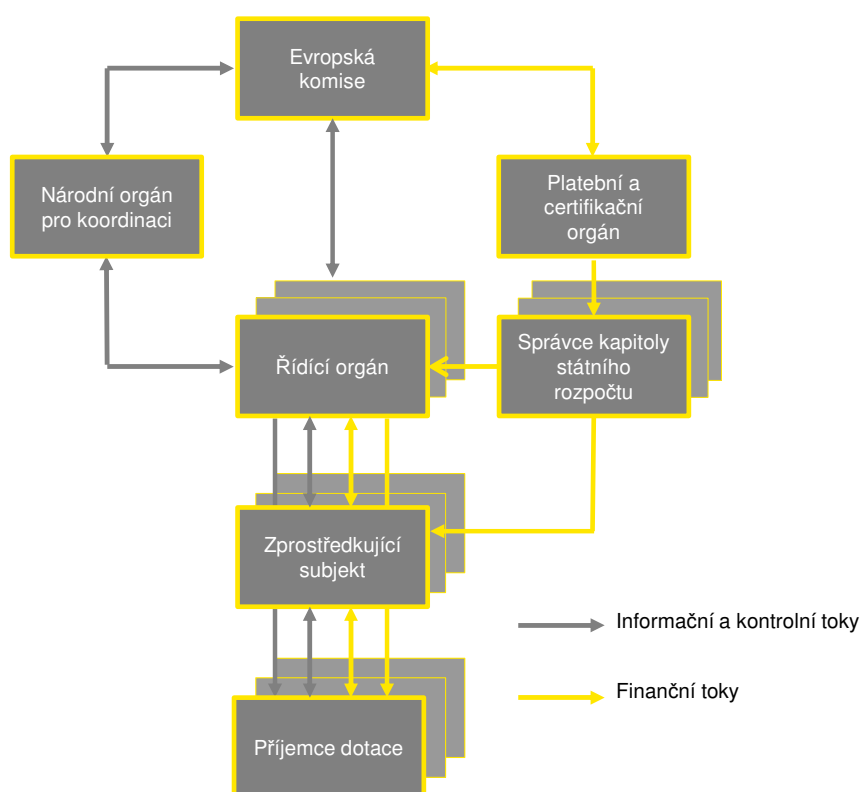 Evropská
komise
Národní orgán
pro koordinaci
Platební a
certifikační
orgán
Řídící orgán
Správce kapitoly
státního
rozpočtu
Zprostředkující
subjekt
Informační a kontrolní toky
Finanční toky
Příjemce dotace